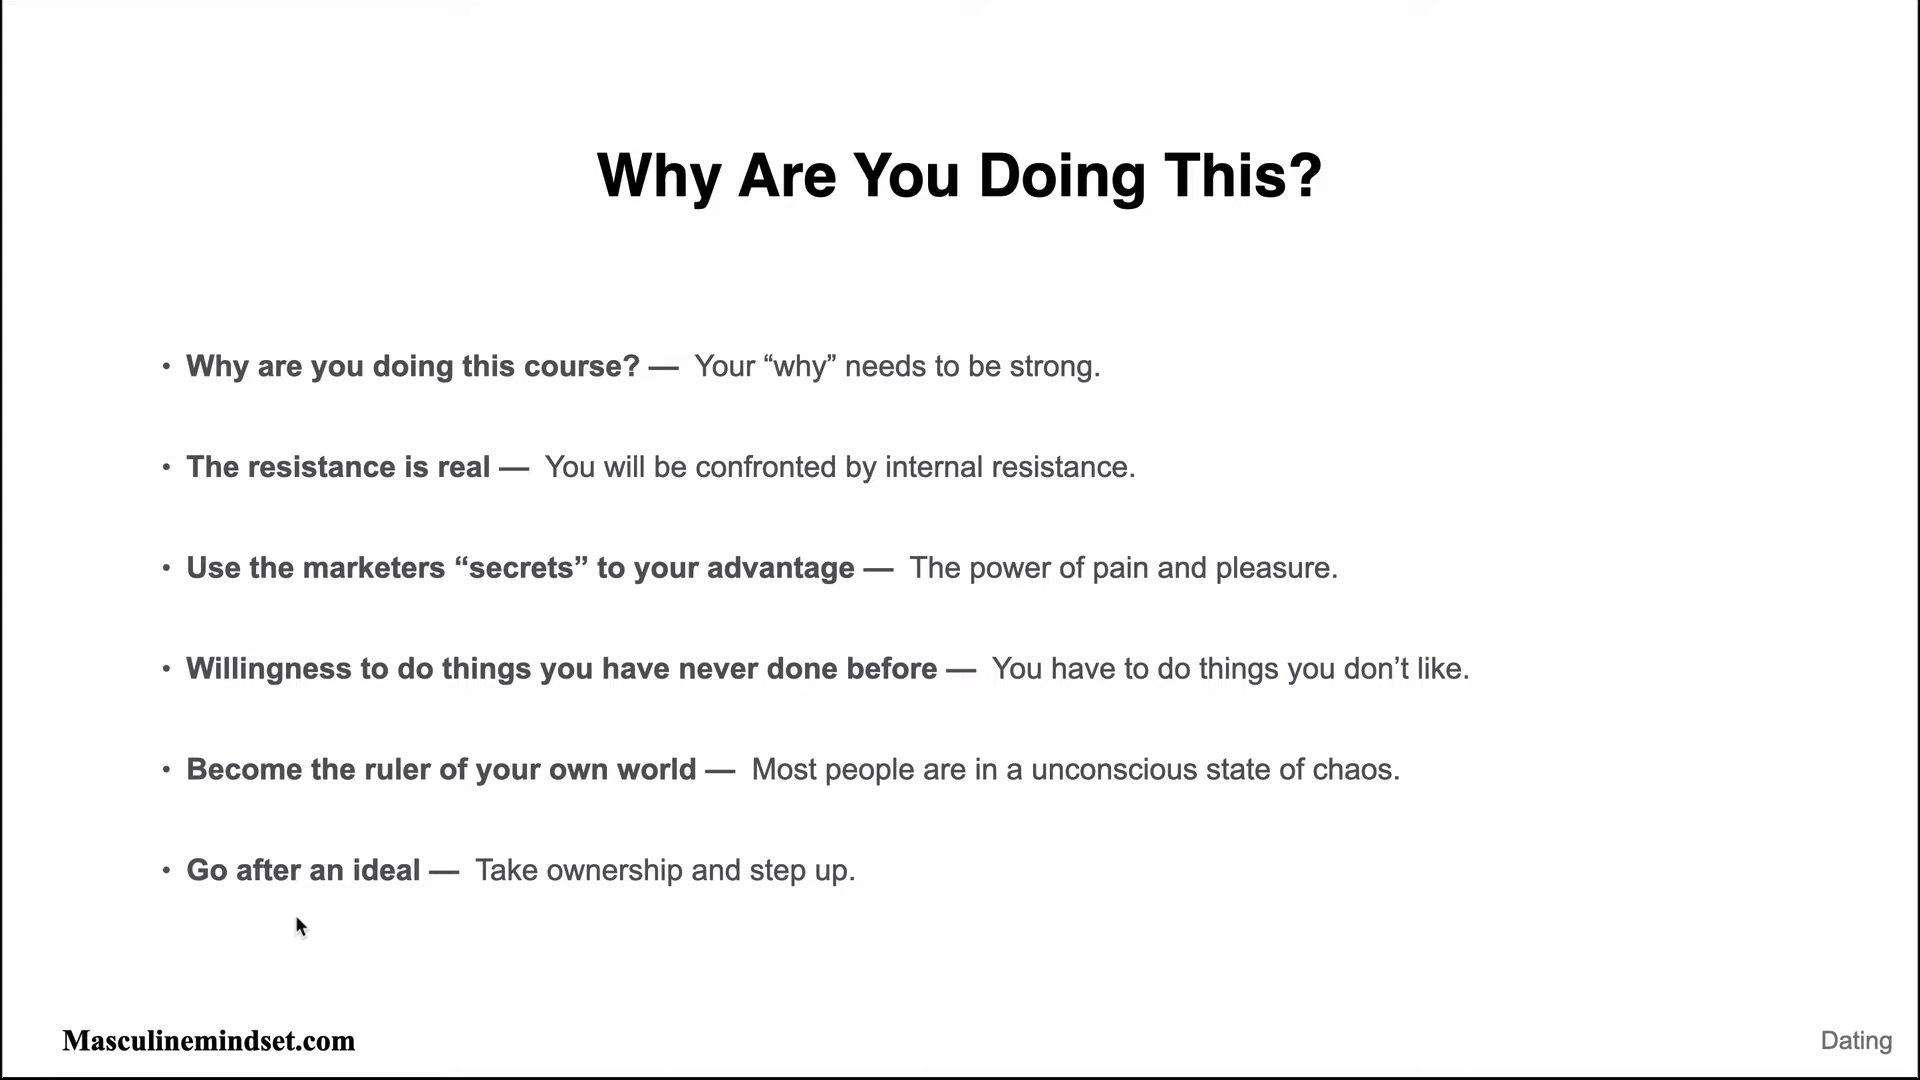 Why Are You Doing This?
• Why are you doing this course? — Your “why” needs to be strong.
• The resistance is real — You will be confronted by internal resistance.
• Use the marketers “secrets” to your advantage — The power of pain and pleasure.
• Willingness to do things you have never done before — You have to do things you don’t like.
• Become the ruler of your own world — Most people are in a unconscious state of chaos.
• Go after an ideal — Take ownership and step up.
Masculinemindset.com
Dating